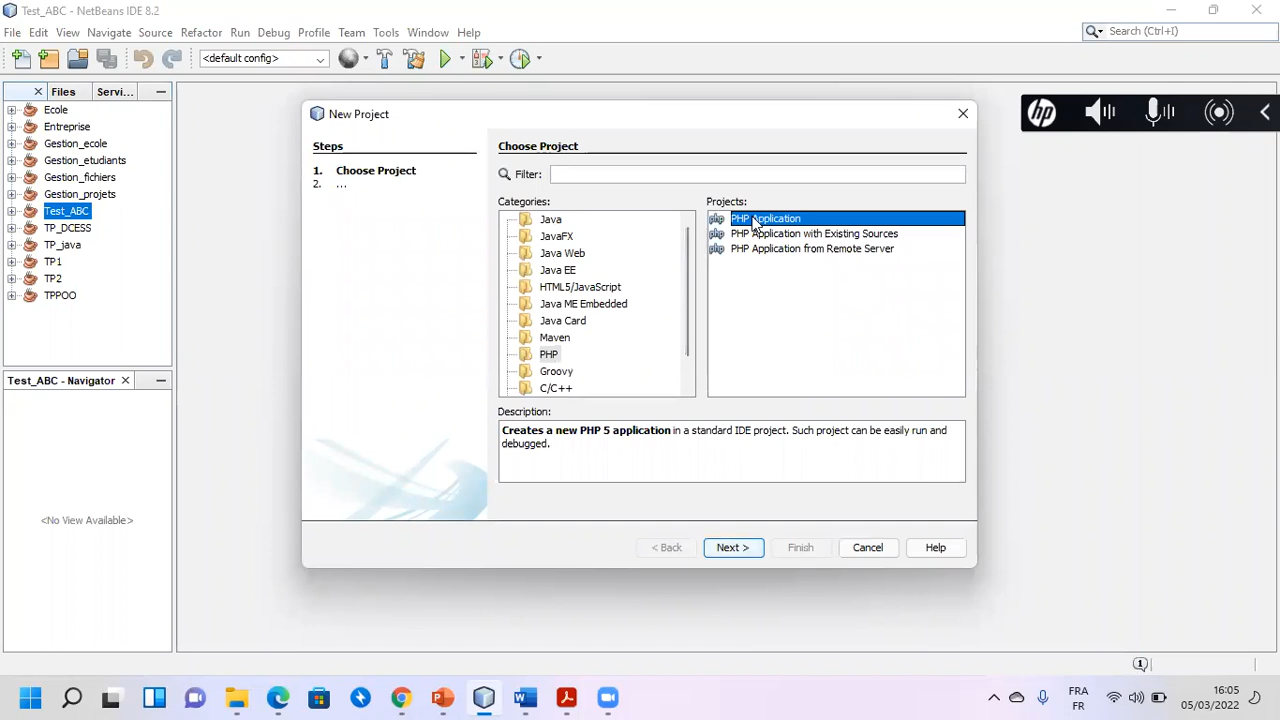 Test_ABC - NetBeans IDE 8.2
File Edit View Navigate Source Refactor Run Debug Profile Team Tools Window Help
Search (Ctrl+I)
<default config>
Files Servi...
Ecole
Entreprise
Gestion_ecole
Gestion_etudiants
Gestion_fichiers
Gestion_projets
Test_ABC
TP_DCESS
TP_java
TP1
TP2
TPPOO
Test_ABC - Navigator
<No View Available>
New Project
Steps
1. Choose Project
2. ...
Choose Project
Filter:
Categories:
Java
JavaFX
Java Web
Java EE
HTML5/JavaScript
Java ME Embedded
Java Card
Maven
PHP
Groovy
C/C++
Projects:
php PHP Application
php PHP Application with Existing Sources
php PHP Application from Remote Server
Description:
Creates a new PHP 5 application in a standard IDE project. Such project can be easily run and
debugged.
< Back Next > Finish Cancel Help
hp
1
FRA
FR
16:05
05/03/2022